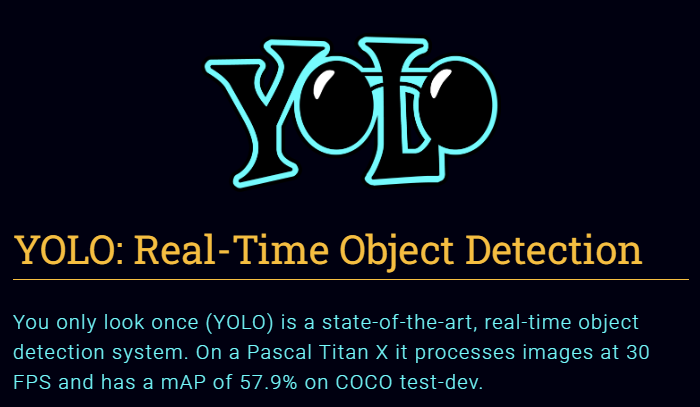 YOLO
YOLO: Real-Time Object Detection
You only look once (YOLO) is a state-of-the-art, real-time object
detection system. On a Pascal Titan X it processes images at 30
FPS and has a mAP of 57.9% on COCO test-dev.